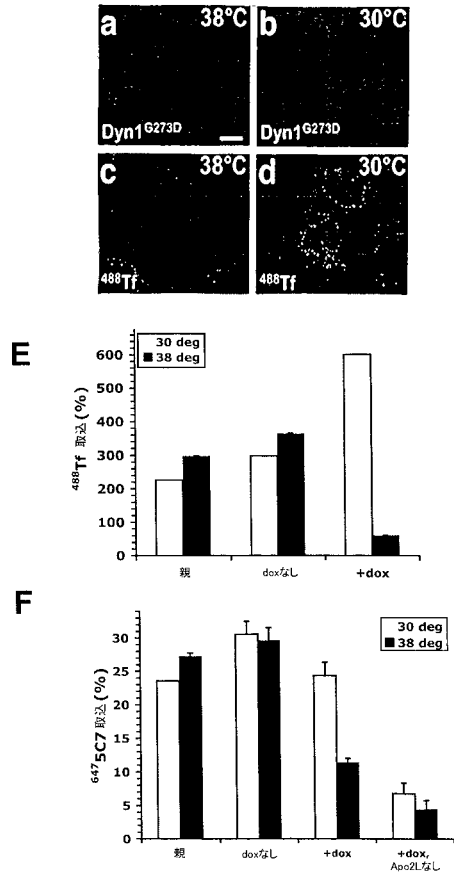 a 38°C
b 30°C
Dyn1G273D
Dyn1G273D
c 38°C
d 30°C
488Tf
488Tf
E
30 deg
38 deg
488Tf 取込(%)
600
500
400
300
200
100
0
親
doxなし
+dox
F
30 deg
38 deg
6475C7 取込(%)
30
25
20
15
10
5
0
親
doxなし
+dox
+dox,
Apo2Lなし